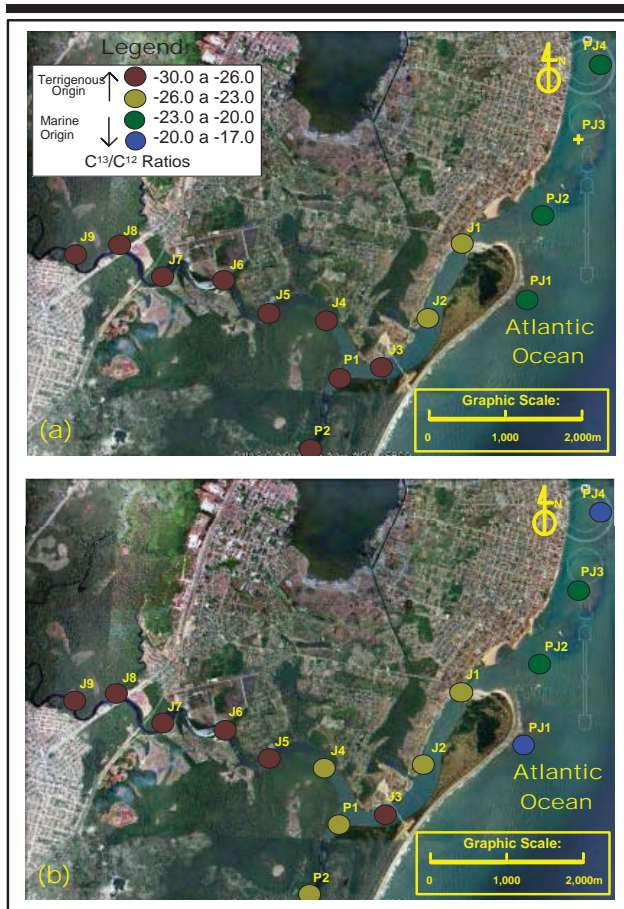 Legend:
Terrigenous
Origin
Marine
Origin
-30.0 a -26.0
-26.0 a -23.0
-23.0 a -20.0
-20.0 a -17.0
C¹³/C¹² Ratios
N
PJ4
PJ3
PJ2
PJ1
J9
J8
J7
J6
J5
J4
J3
J2
J1
P1
P2
Atlantic
Ocean
Graphic Scale:
0 1,000 2,000m
(a)
N
PJ4
PJ3
PJ2
PJ1
J9
J8
J7
J6
J5
J4
J3
J2
J1
P1
P2
Atlantic
Ocean
Graphic Scale:
0 1,000 2,000m
(b)